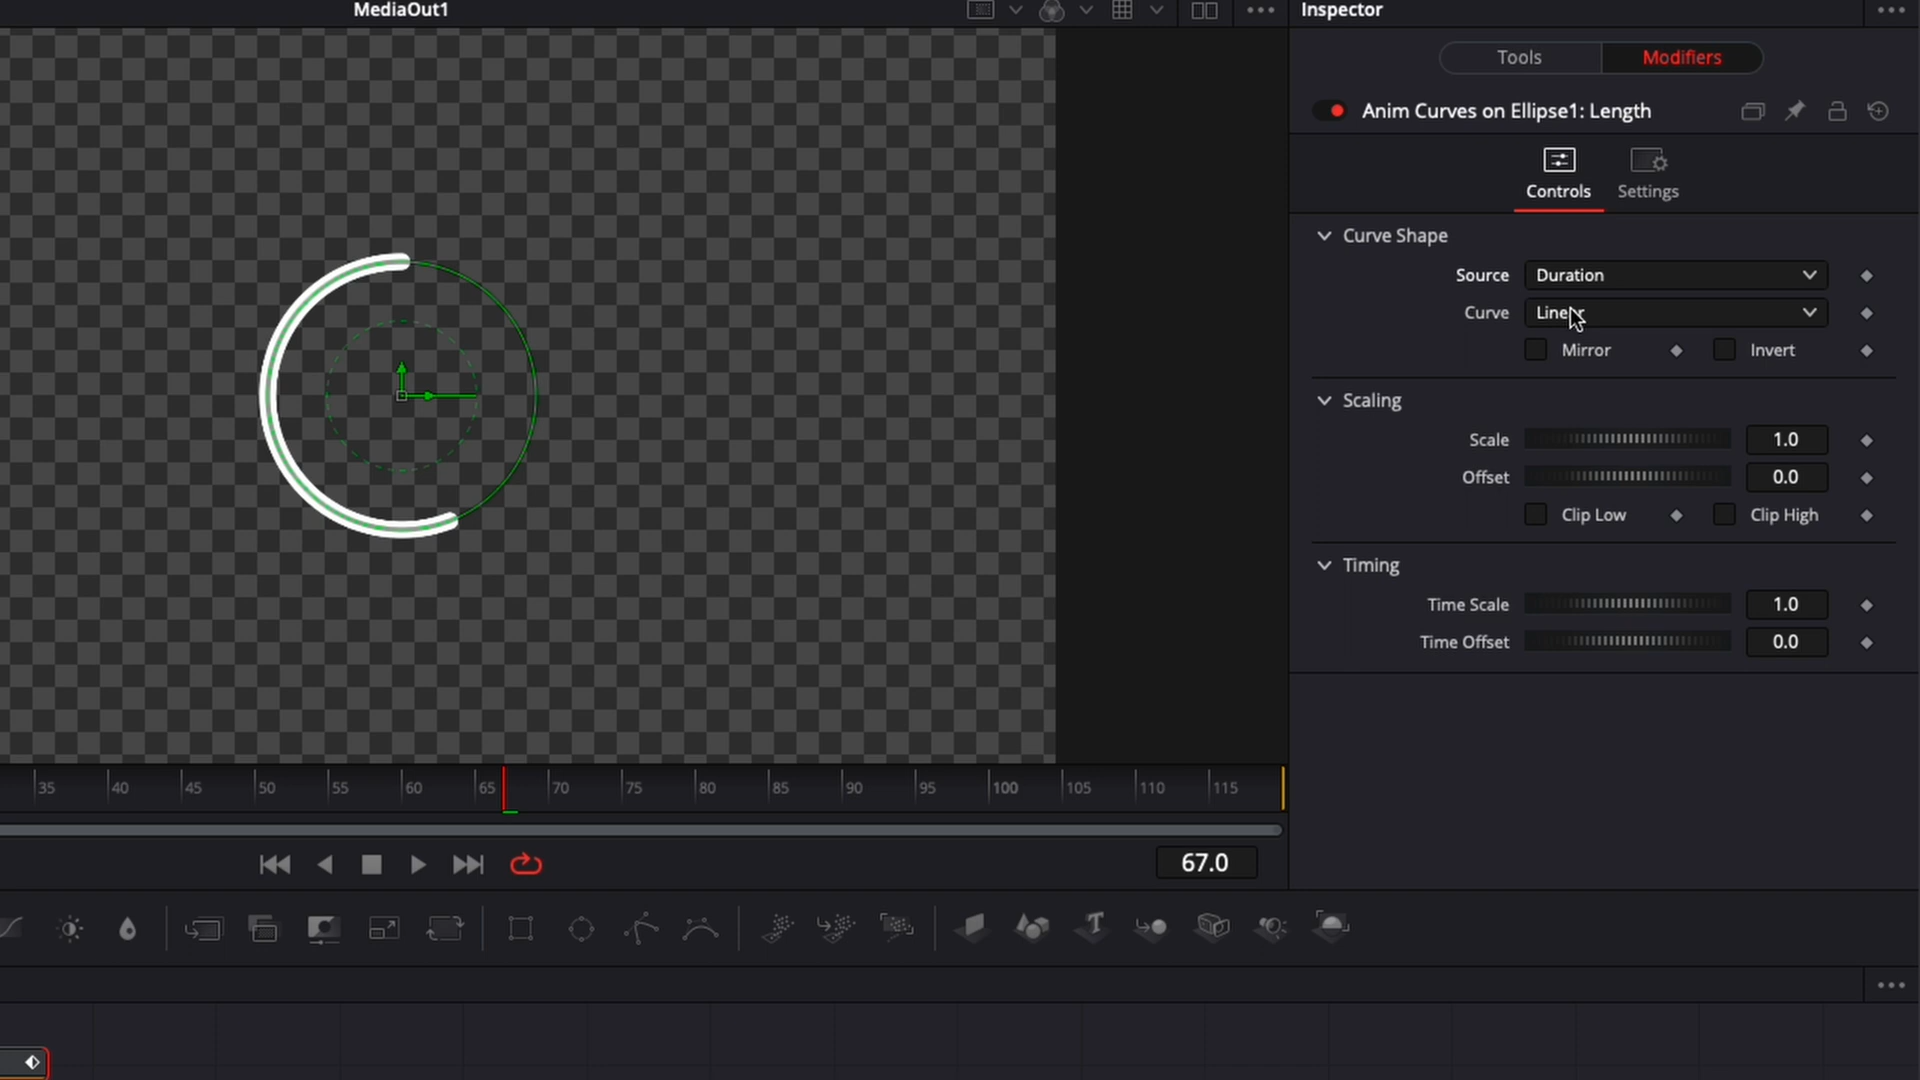 MediaOut1
Inspector
Tools
Modifiers
Anim Curves on Ellipse1: Length
Controls
Settings
Curve Shape
Source
Duration
Curve
Linear
Mirror
Invert
Scaling
Scale
1.0
Offset
0.0
Clip Low
Clip High
Timing
Time Scale
1.0
Time Offset
0.0
35 40 45 50 55 60 65 70 75 80 85 90 95 100 105 110 115
67.0